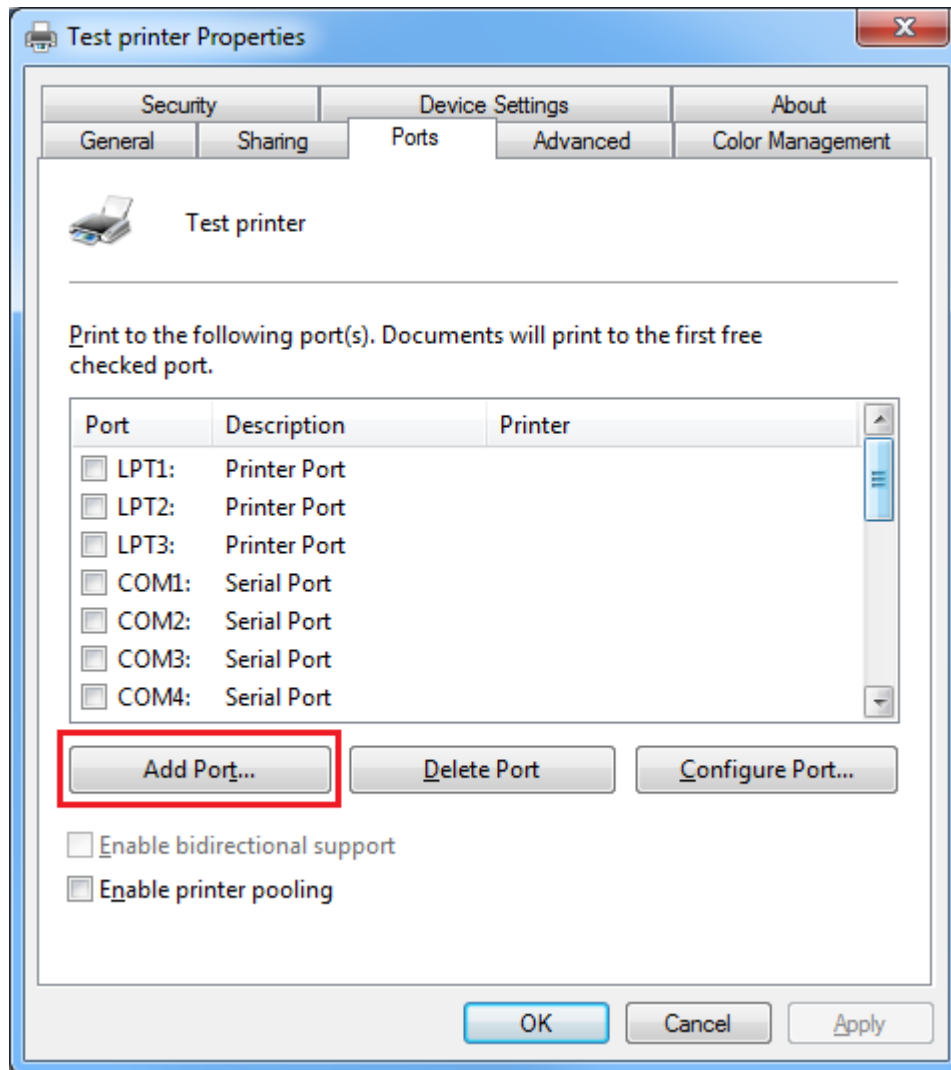 Test printer Properties
Security Device Settings About
General Sharing Ports Advanced Color Management
Test printer
Print to the following port(s). Documents will print to the first free
checked port.
Port Description Printer
LPT1: Printer Port
LPT2: Printer Port
LPT3: Printer Port
COM1: Serial Port
COM2: Serial Port
COM3: Serial Port
COM4: Serial Port
Add Port... Delete Port Configure Port...
Enable bidirectional support
Enable printer pooling
OK Cancel Apply